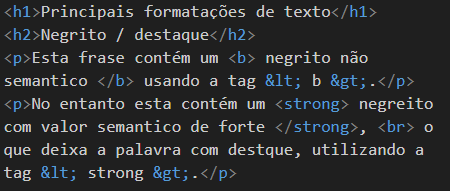 <h1>Principais formatações de texto</h1>
<h2>Negrito / destaque</h2>
<p>Esta frase contém um <b> negrito não
semantico </b> usando a tag &lt; b &gt;.</p>
<p>No entanto esta contém um <strong> negreito
com valor semantico de forte </strong>, <br> o
que deixa a palavra com destque, utilizando a
tag &lt; strong &gt;.</p>